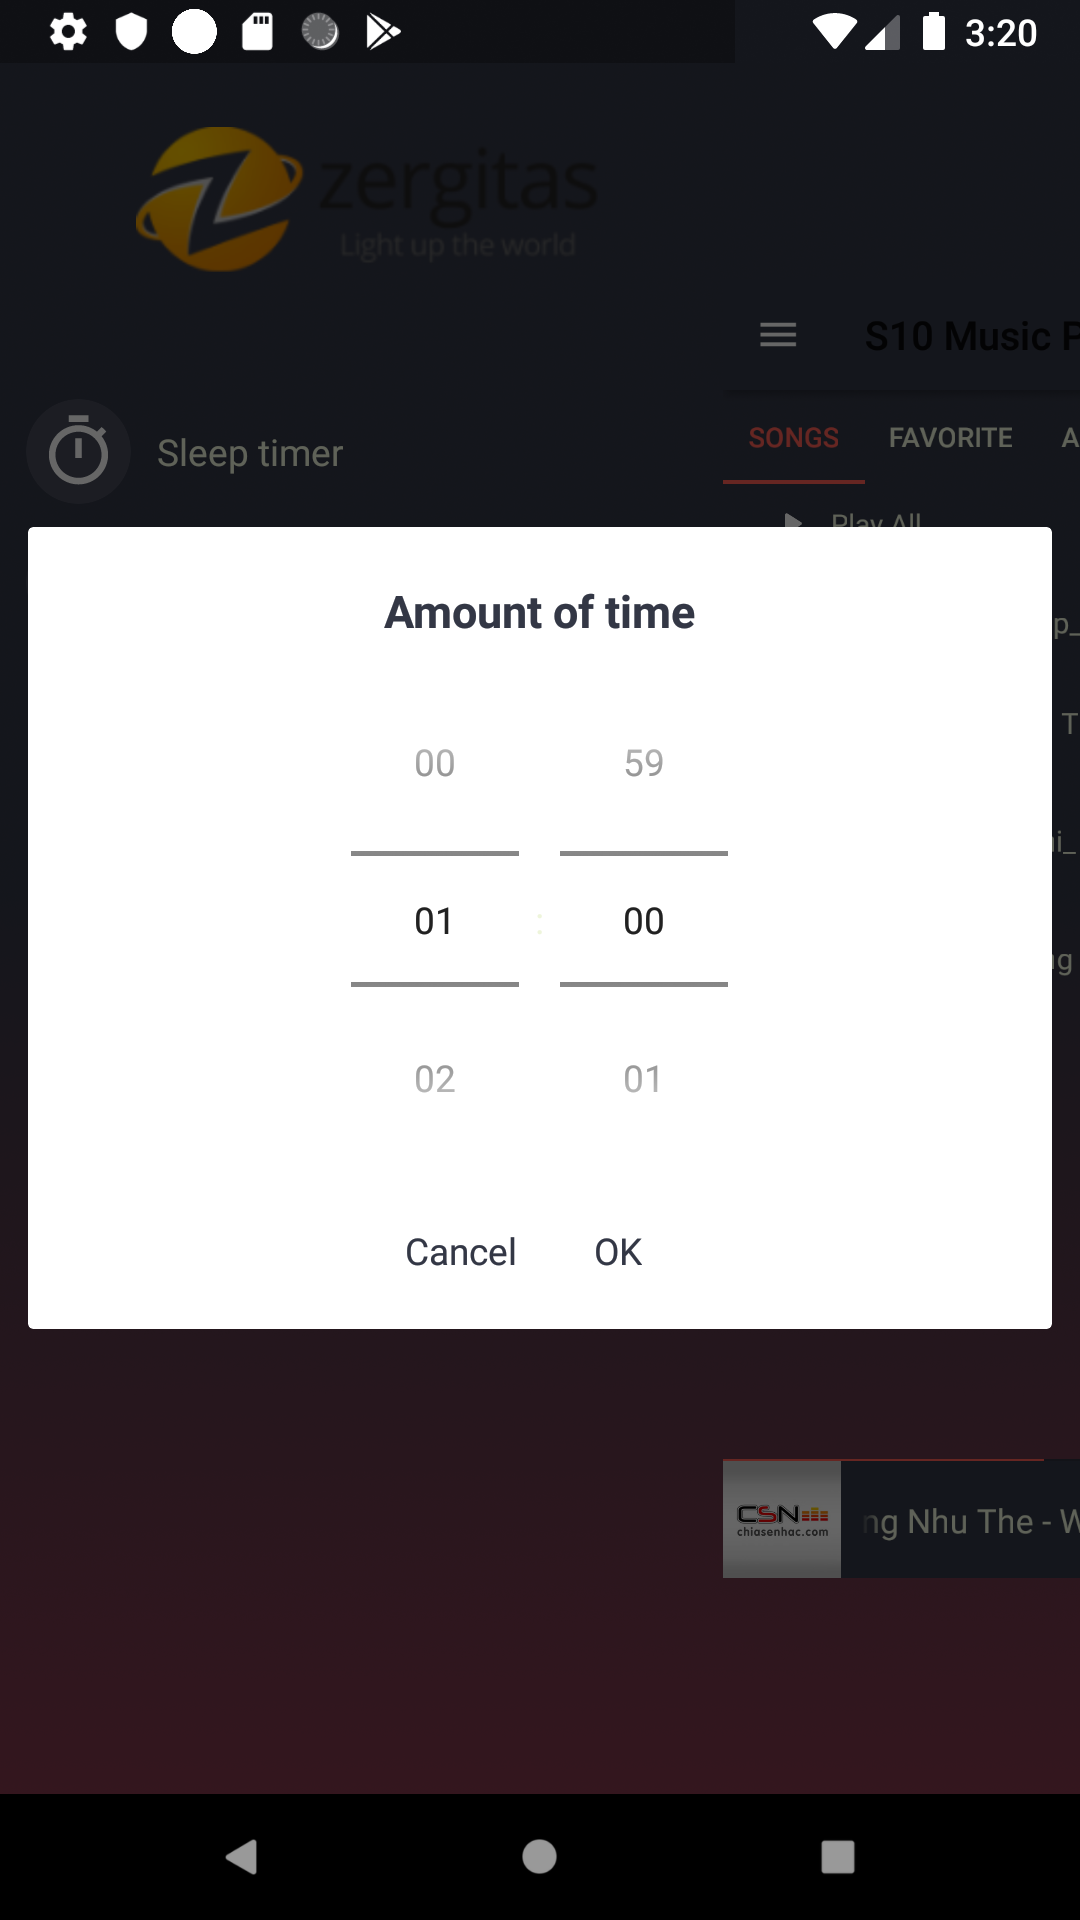 3:20
zergitas
Light up the world
S10 Music P
Sleep timer
SONGS FAVORITE A
Play All
Amount of time
p_
00 59
T
01 : 00
i_
g
02 01
Cancel OK
CSN
chiasenhac.com
ng Nhu The - W